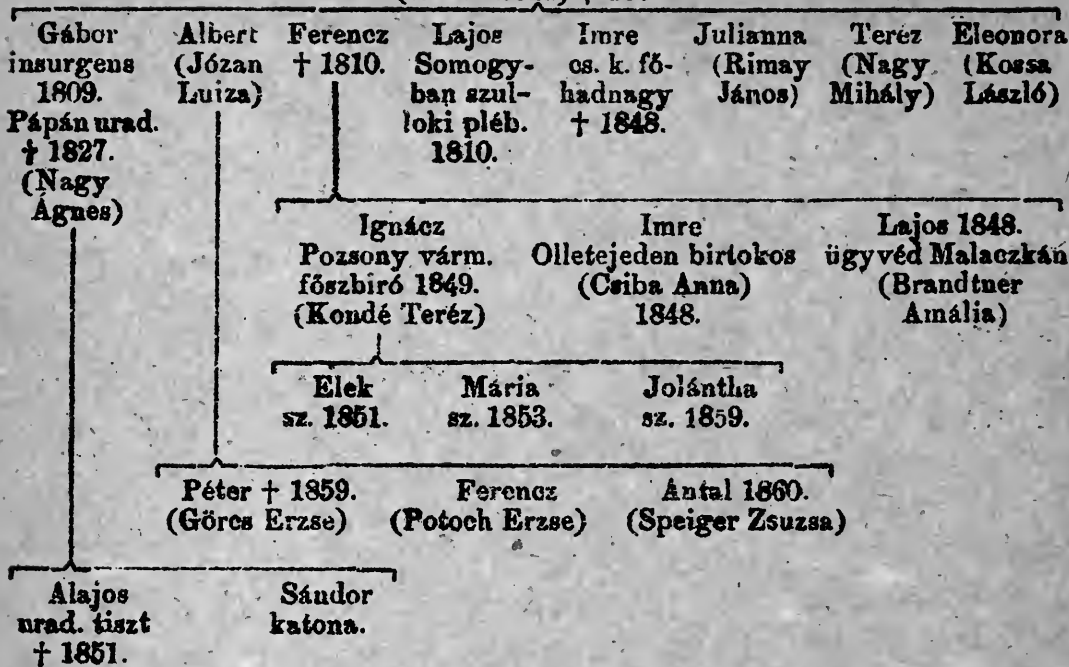 Gábor
insurgens
1809.
Pápán urad.
† 1827.
(Nagy
Ágnes)
Albert
(Józan
Luiza)
Ferencz
† 1810.
Lajos
Somogy-
ban szul-
loki pléb.
1810.
Imre
cs. k. fő-
hadnagy
† 1848.
Julianna
(Rimay
János)
Teréz
(Nagy
Mihály)
Eleonora
(Kossa
László)
Ignácz
Pozsony várm.
főszbiró 1849.
(Kondé Teréz)
Imre
Olletejeden birtokos
(Csiba Anna)
1848.
Lajos 1848.
ügyvéd Malaczkán
(Brandtner
Amália)
Elek
sz. 1851.
Mária
sz. 1853.
Jolántha
sz. 1859.
Péter † 1859.
(Görcs Erzse)
Ferencz
(Potoch Erzse)
Antal 1860.
(Speiger Zsuzsa)
Alajos
urad. tiszt
† 1851.
Sándor
katona.